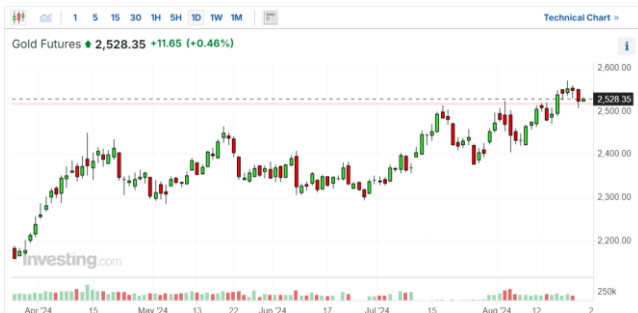 1 5 15 30 1H 5H 1D 1W 1M Technical Chart »
Gold Futures 2,528.35 +11.65 (+0.46%) i
2,600.00
2,528.35
2,500.00
2,400.00
2,300.00
2,200.00
Investing.com
250k
Apr '24 15 May '24 13 22 Jun '24 17 Jul '24 15 Aug '24 12 2